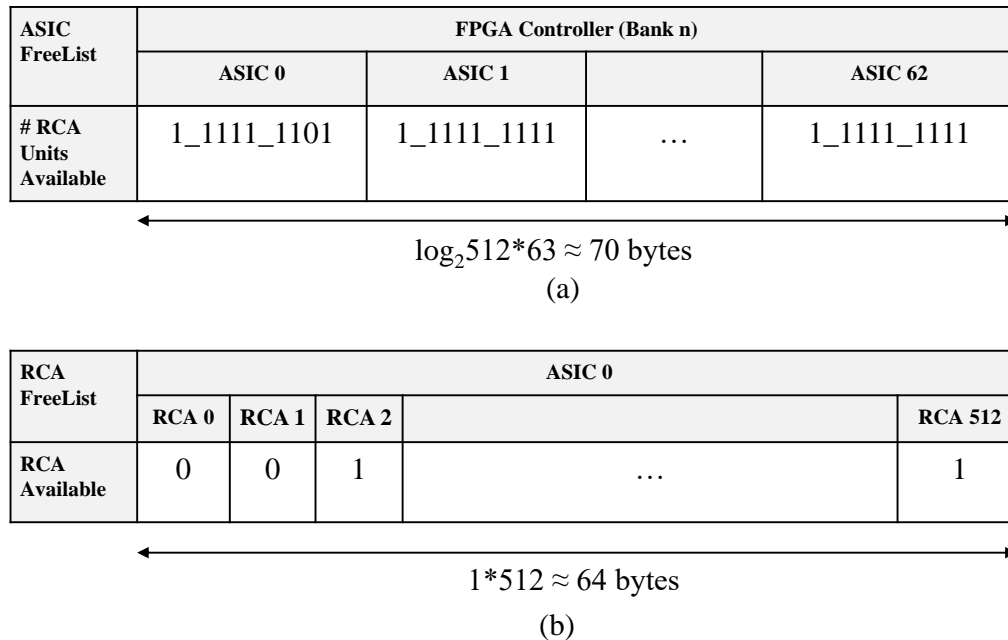 ASIC FreeList
FPGA Controller (Bank n)
ASIC 0 ASIC 1 ASIC 62
# RCA Units Available
1_1111_1101 1_1111_1111 … 1_1111_1111
log₂512*63 ≈ 70 bytes
(a)
RCA FreeList
ASIC 0
RCA 0 RCA 1 RCA 2 RCA 512
RCA Available
0 0 1 … 1
1*512 ≈ 64 bytes
(b)